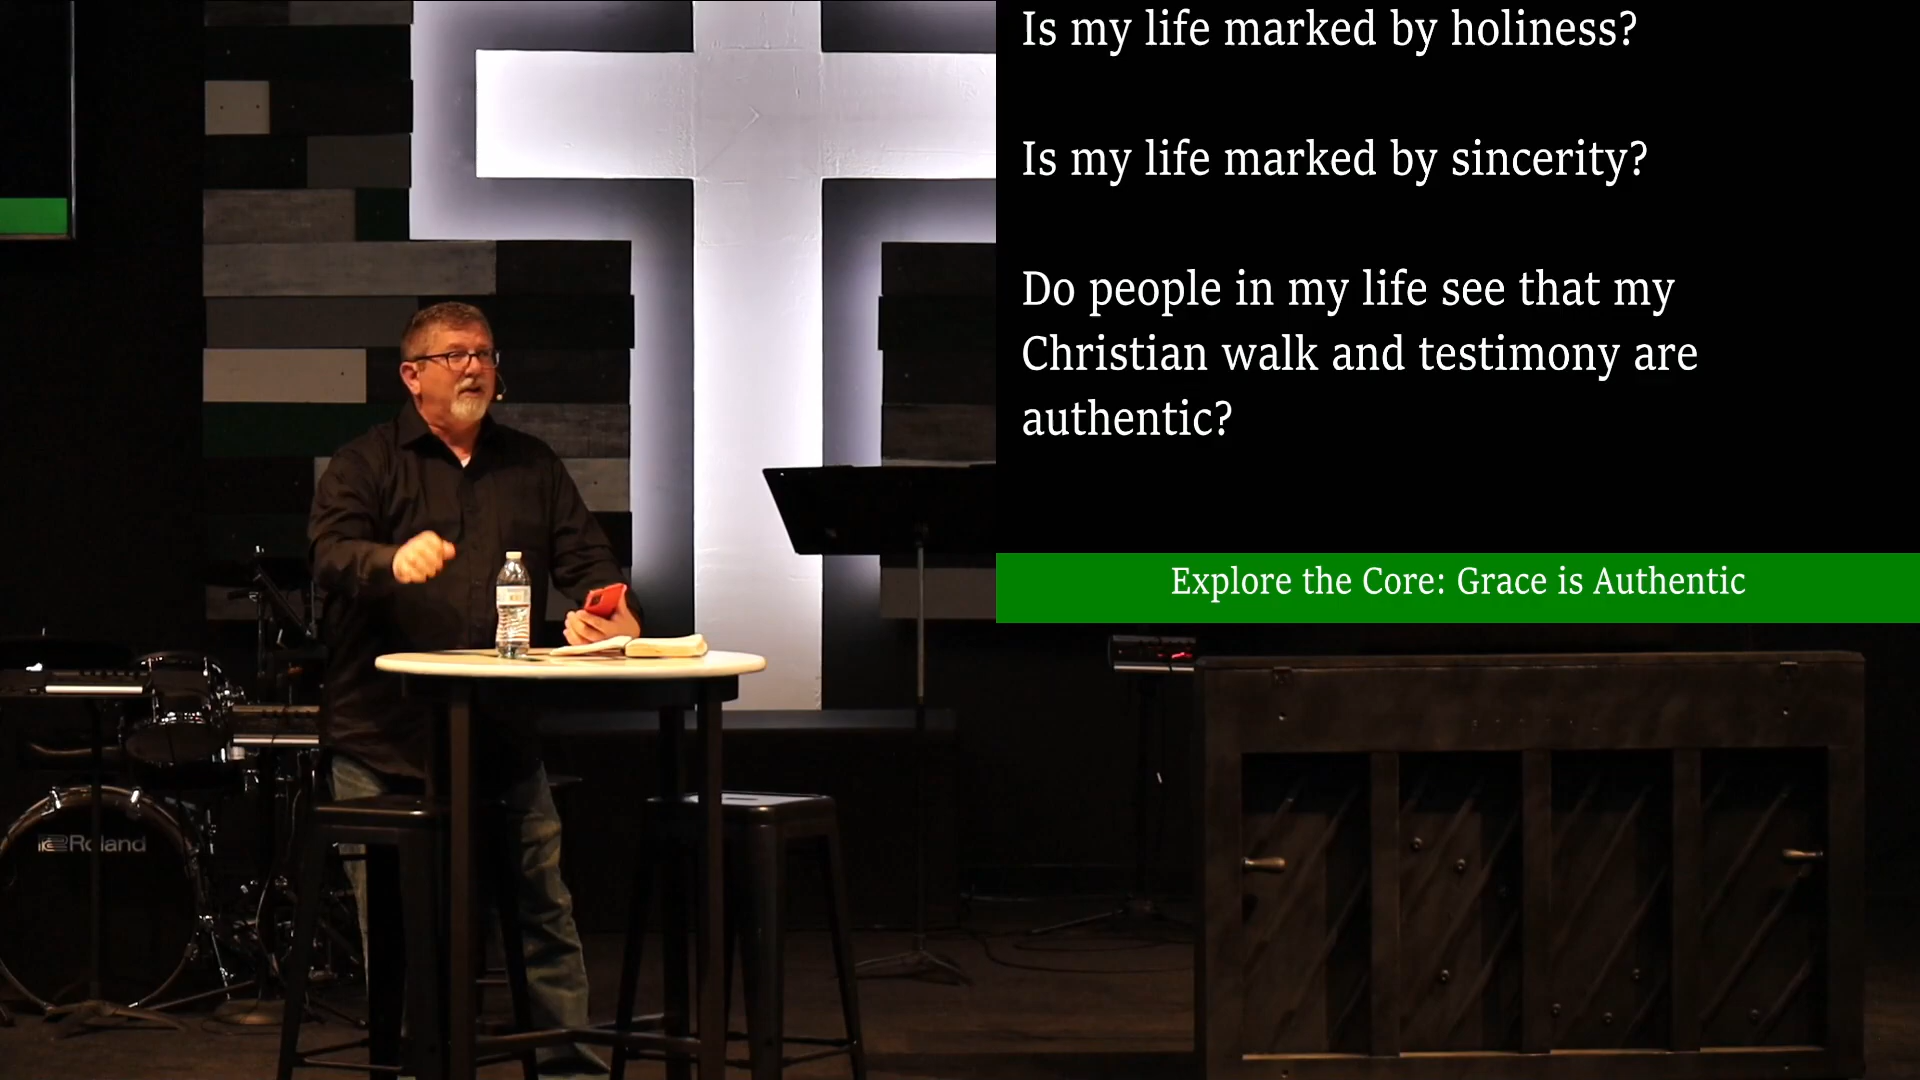 Is my life marked by holiness?
Is my life marked by sincerity?
Do people in my life see that my
Christian walk and testimony are
authentic?
Explore the Core: Grace is Authentic
Roland